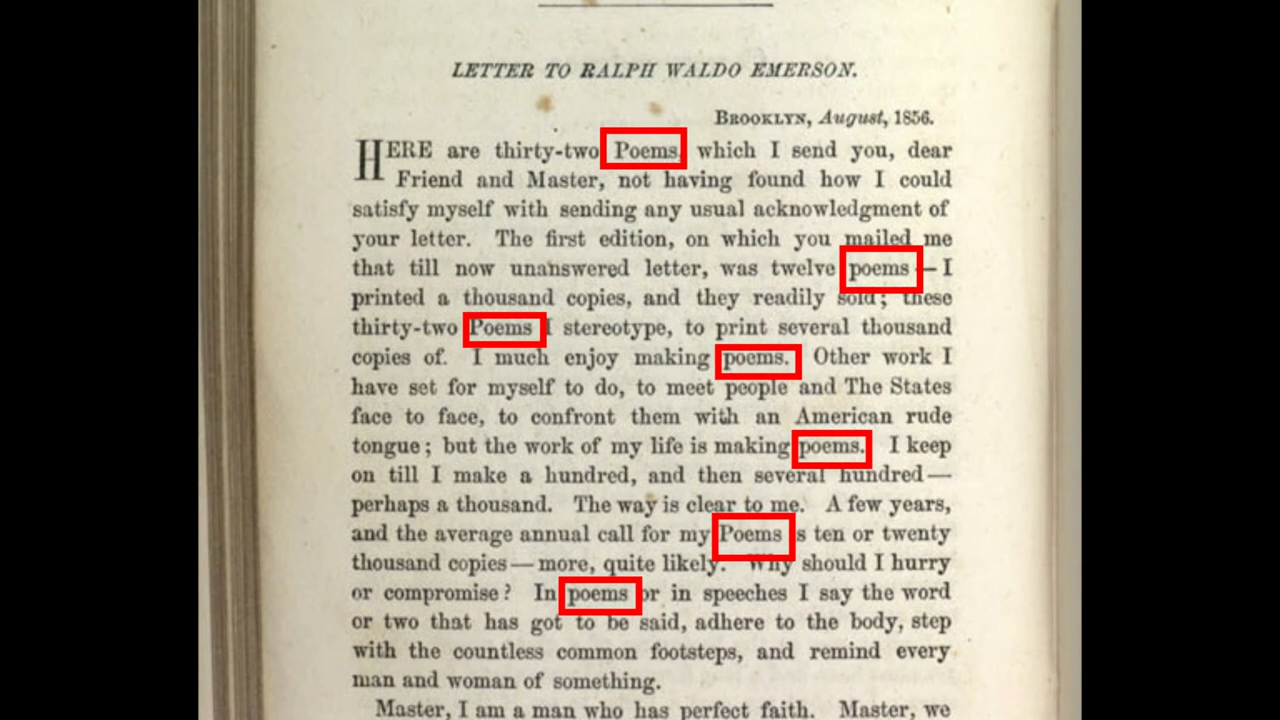 LETTER TO RALPH WALDO EMERSON.
BROOKLYN, August, 1856.
HERE are thirty-two Poems, which I send you, dear
Friend and Master, not having found how I could
satisfy myself with sending any usual acknowledgment of
your letter. The first edition, on which you mailed me
that till now unanswered letter, was twelve poems—I
printed a thousand copies, and they readily sold; these
thirty-two Poems I stereotype, to print several thousand
copies of. I much enjoy making poems. Other work I
have set for myself to do, to meet people and The States
face to face, to confront them with an American rude
tongue; but the work of my life is making poems. I keep
on till I make a hundred, and then several hundred—
perhaps a thousand. The way is clear to me. A few years,
and the average annual call for my Poems is ten or twenty
thousand copies—more, quite likely. Why should I hurry
or compromise? In poems or in speeches I say the word
or two that has got to be said, adhere to the body, step
with the countless common footsteps, and remind every
man and woman of something.
Master, I am a man who has perfect faith. Master, we